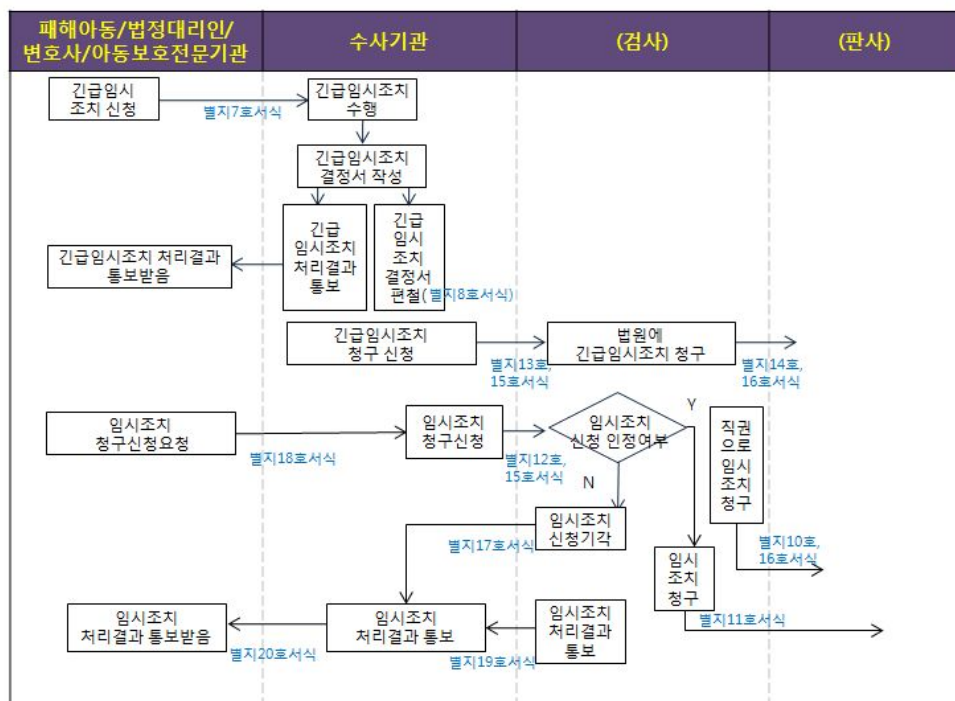 패해아동/법정대리인/
변호사/아동보호전문기관
수사기관
(검사)
(판사)
긴급임시
조치 신청
별지7호서식
긴급임시조치
수행
긴급임시조치
결정서 작성
긴급
임시조치
처리결과
통보
긴급
임시
조치
결정서
편철(별지8호서식)
긴급임시조치 처리결과
통보받음
긴급임시조치
청구 신청
별지13호,
15호서식
법원에
긴급임시조치 청구
별지14호,
16호서식
임시조치
청구신청요청
별지18호서식
임시조치
청구신청
별지12호,
15호서식
임시조치
신청 인정여부
Y
N
직권
으로
임시
조치
청구
별지10호,
16호서식
임시조치
신청기각
별지17호서식
임시
조치
청구
별지11호서식
임시조치
처리결과
통보
별지19호서식
임시조치
처리결과 통보
별지20호서식
임시조치
처리결과 통보받음